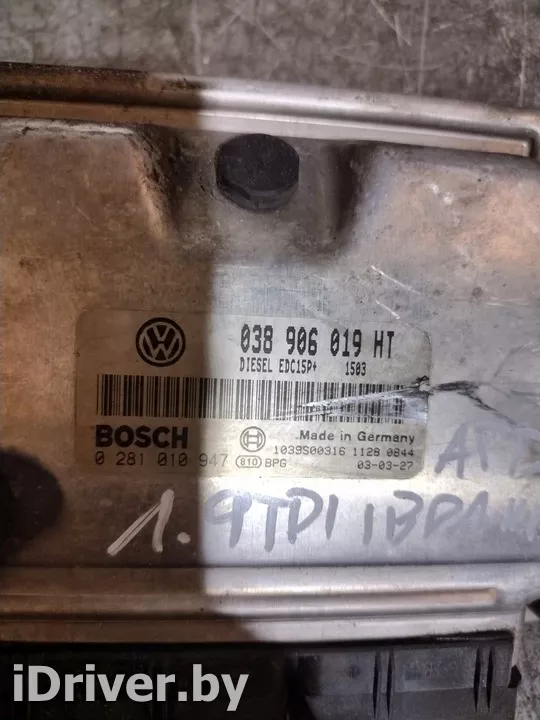 038 906 019 HT
DIESEL EDC15P+ 1503
BOSCH
Made in Germany
0 281 010 947 810 BPG
1039S00316 1128 0844
03-03-27
1.9TDI
iDriver.by